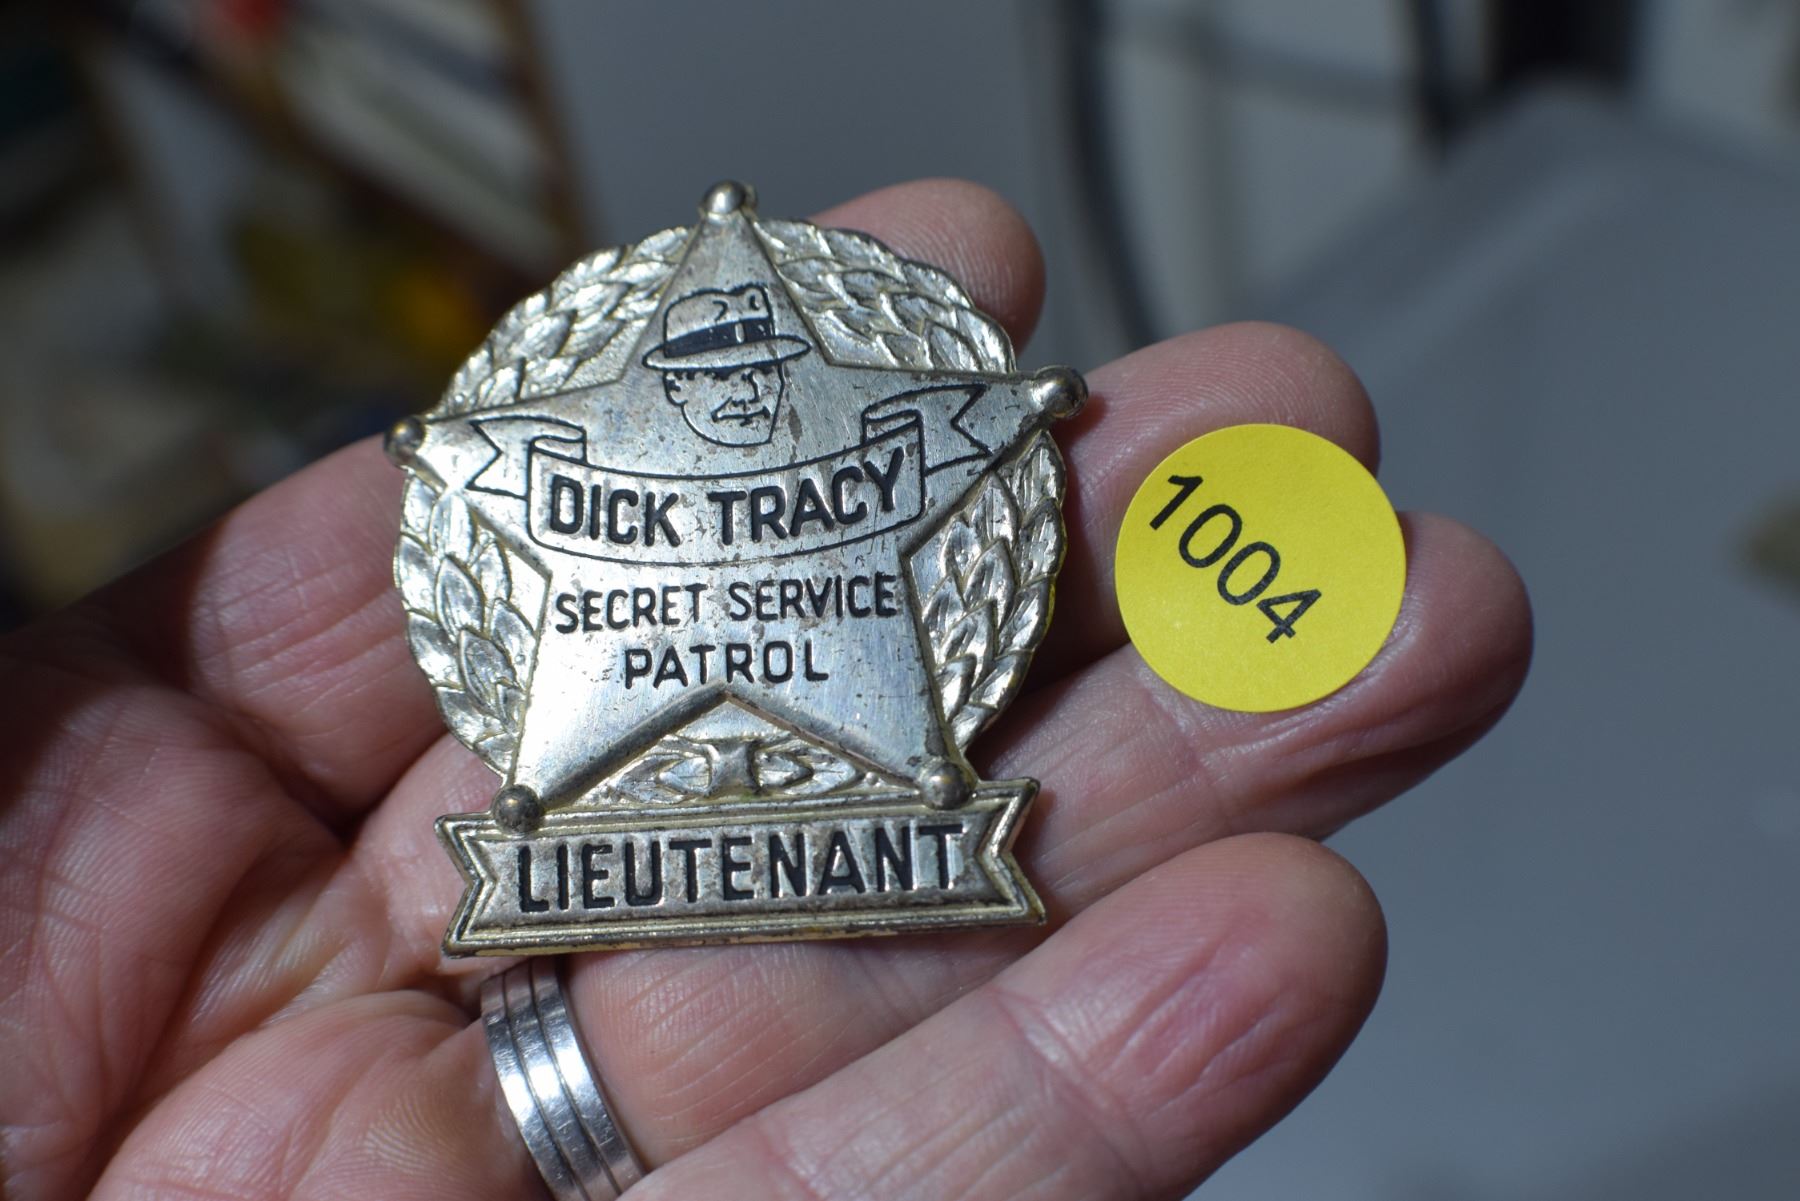 DICK TRACY
SECRET SERVICE
PATROL
LIEUTENANT
1004